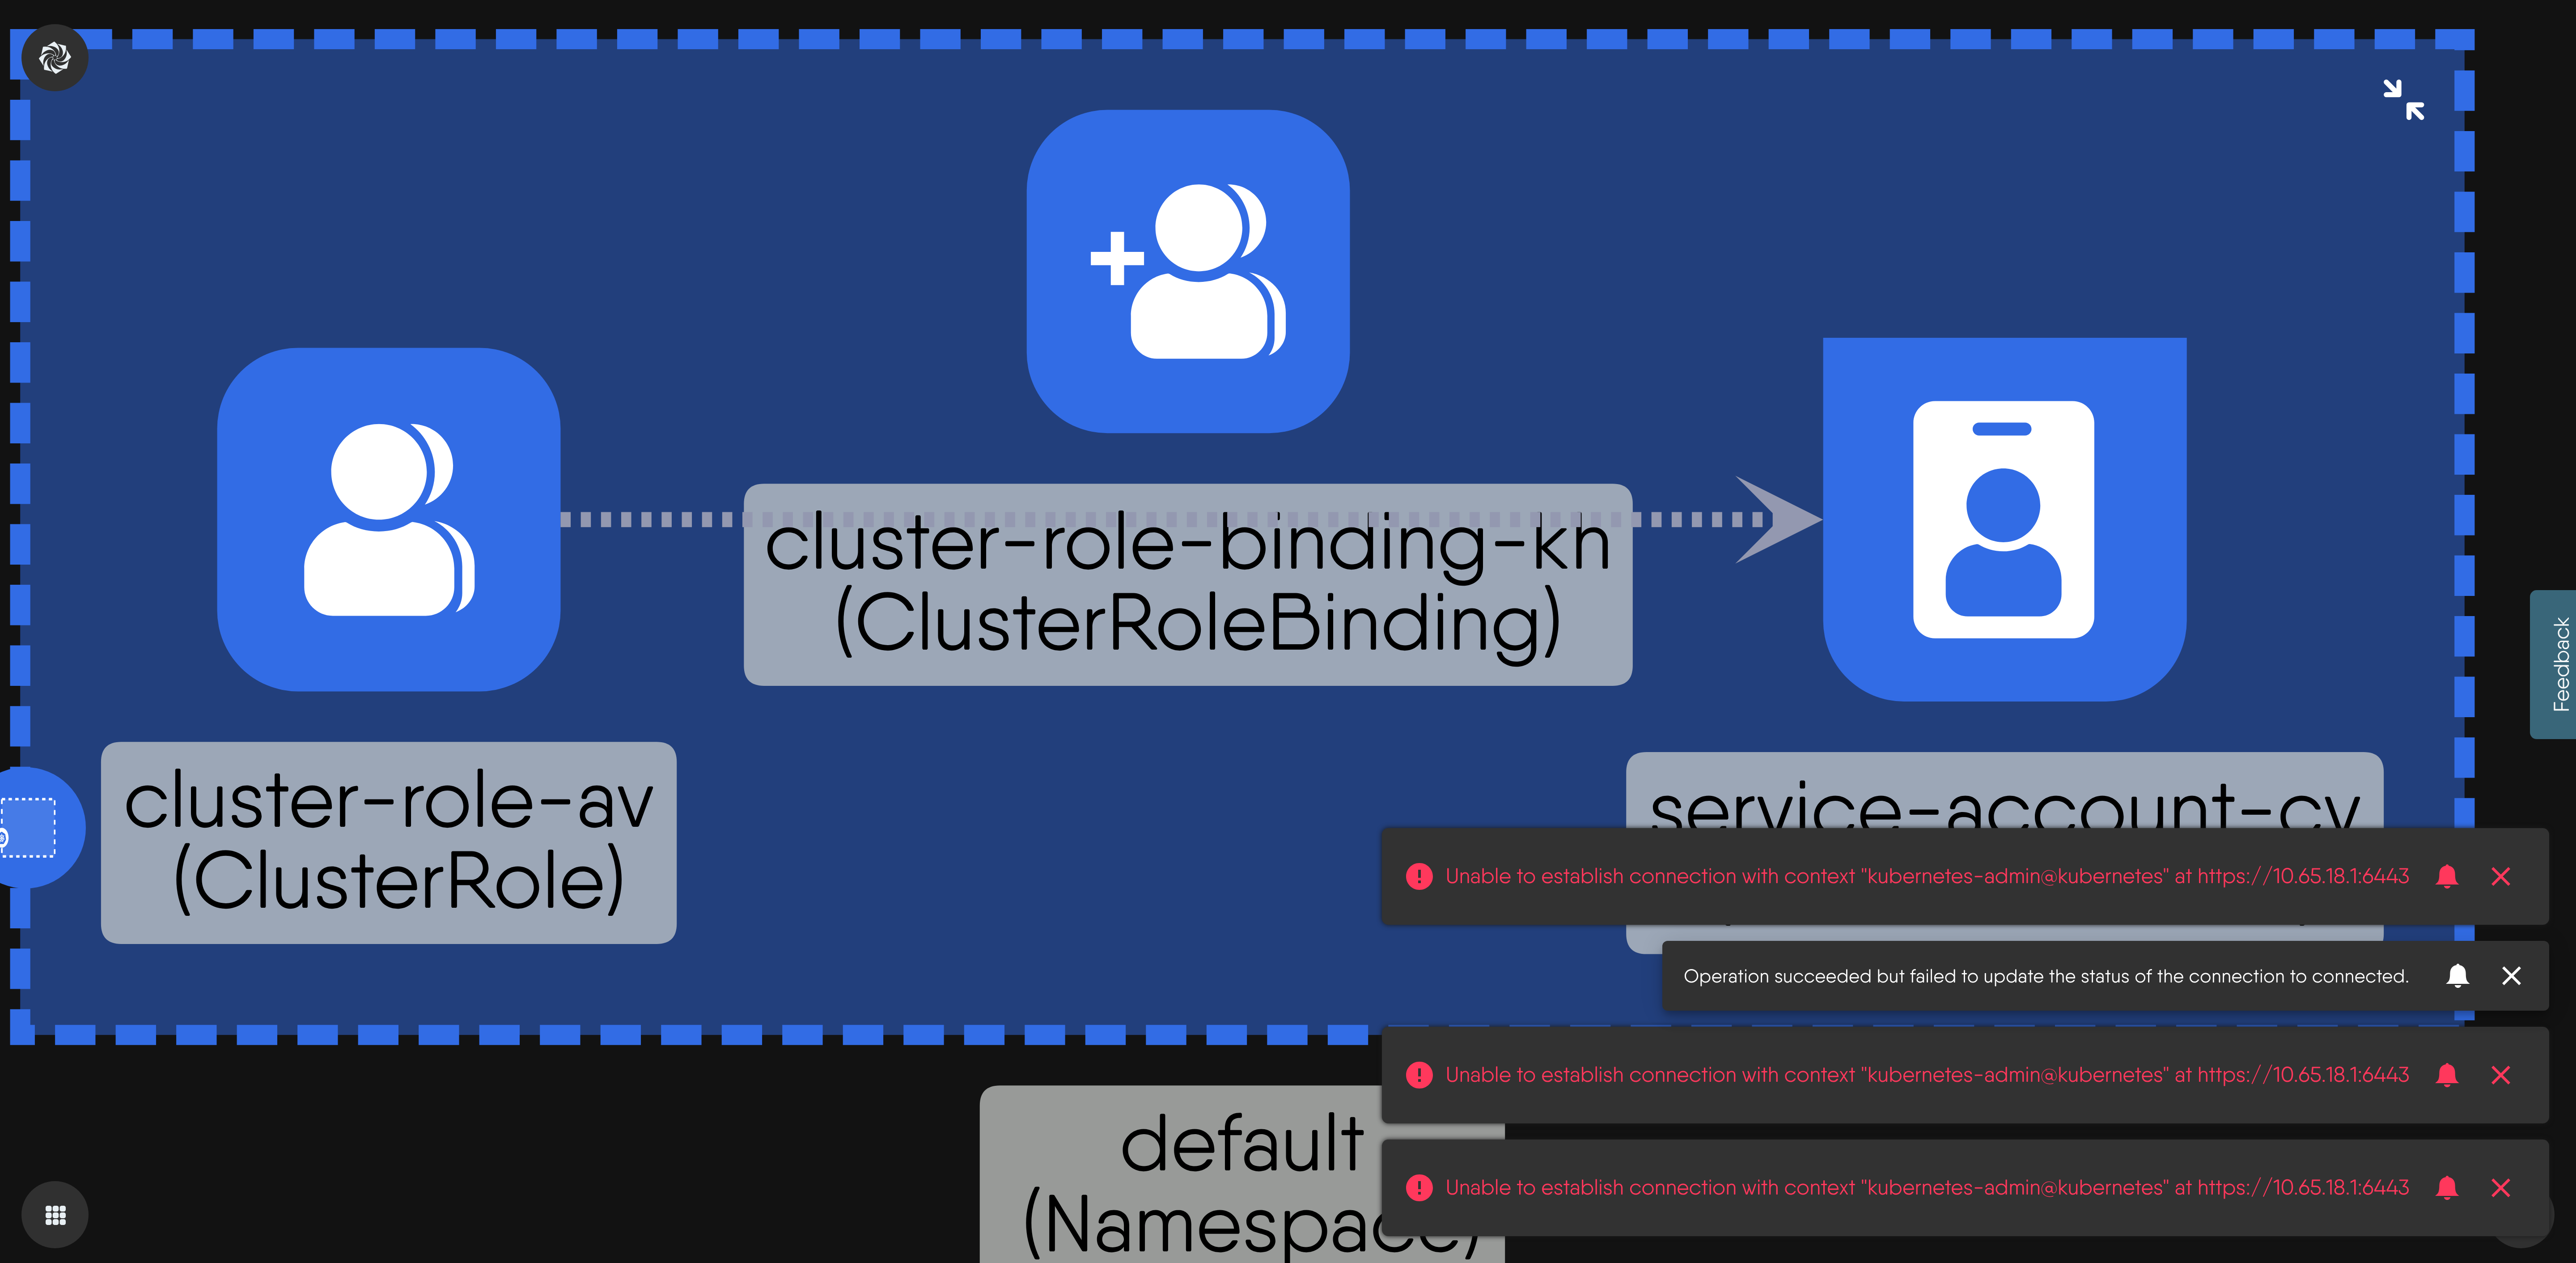 cluster-role-binding-kh
(ClusterRoleBinding)
cluster-role-av
(ClusterRole)
service-account-cv
default
(Namespace)
Unable to establish connection with context "kubernetes-admin@kubernetes" at https://10.65.18.1:6443
Operation succeeded but failed to update the status of the connection to connected.
Unable to establish connection with context "kubernetes-admin@kubernetes" at https://10.65.18.1:6443
Unable to establish connection with context "kubernetes-admin@kubernetes" at https://10.65.18.1:6443
Feedback